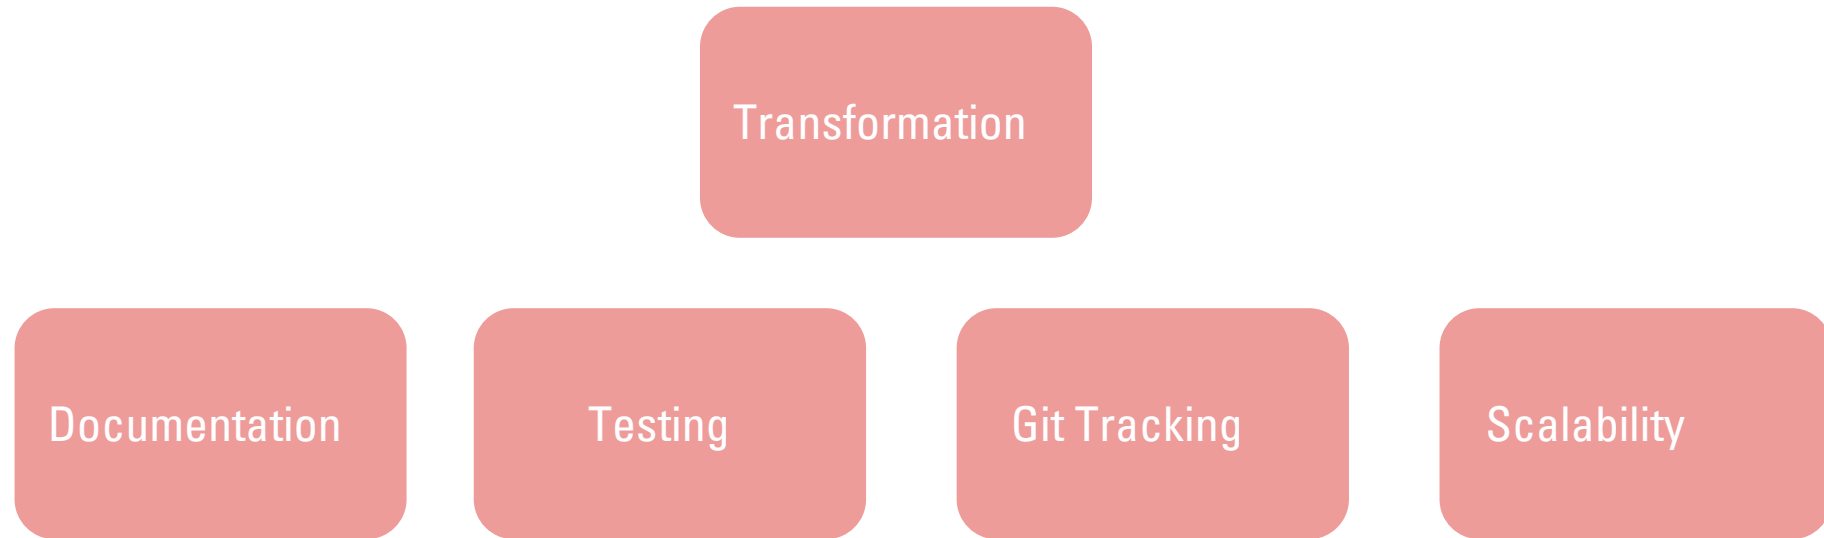 Transformation
Documentation
Testing
Git Tracking
Scalability